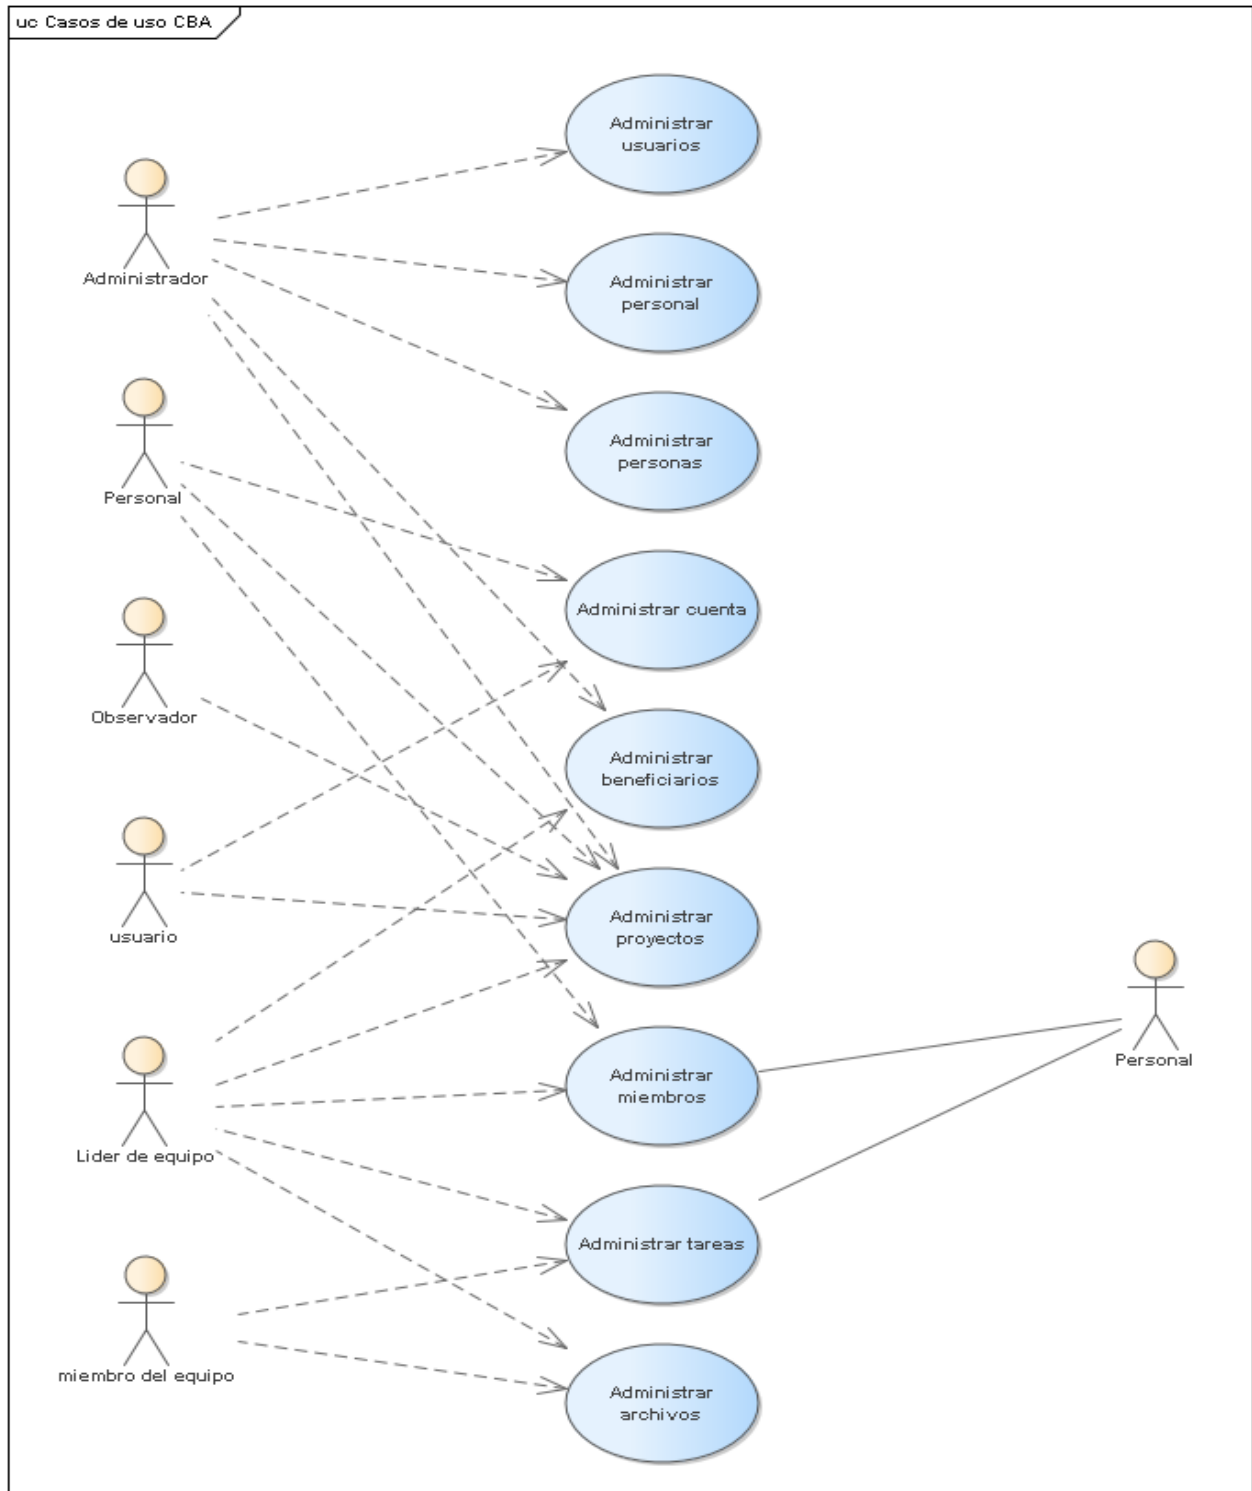 uc Casos de uso CBA
Administrar
usuarios
Administrador
Administrar
personal
Administrar
personas
Personal
Administrar cuenta
Observador
Administrar
beneficiarios
usuario
Administrar
proyectos
Personal
Administrar
miembros
Lider de equipo
Administrar tareas
miembro del equipo
Administrar
archivos